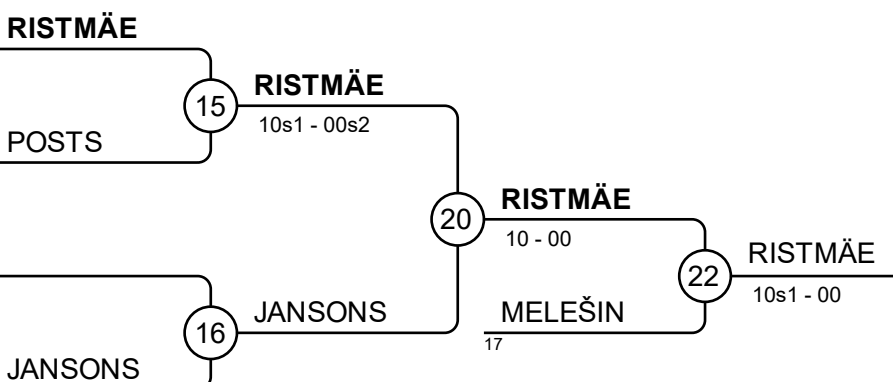 RISTMÄE
15
RISTMÄE
10s1 - 00s2
POSTS
20
RISTMÄE
10 - 00
22
RISTMÄE
10s1 - 00
16
JANSONS
MELEŠIN
17
JANSONS